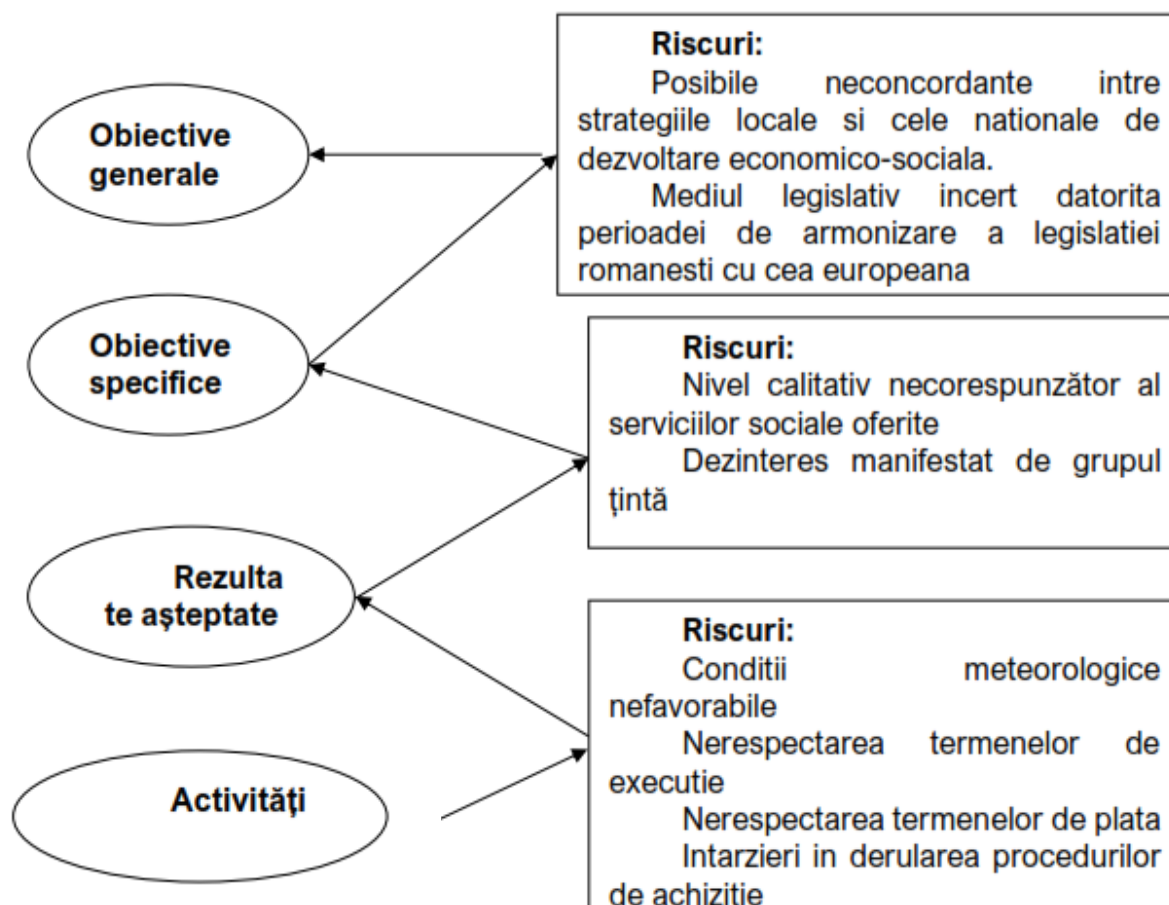 Obiective
generale
Riscuri:
Posibile neconcordante intre
strategiile locale si cele nationale de
dezvoltare economico-sociala.
Mediul legislativ incert datorita
perioadei de armonizare a legislatiei
romanesti cu cea europeana
Obiective
specifice
Riscuri:
Nivel calitativ necorespunzător al
serviciilor sociale oferite
Dezinteres manifestat de grupul
țintă
Rezulta
te aşteptate
Riscuri:
Conditii meteorologice
nefavorabile
Nerespectarea termenelor de
executie
Nerespectarea termenelor de plata
Intarzieri in derularea procedurilor
de achizitie
Activităţi